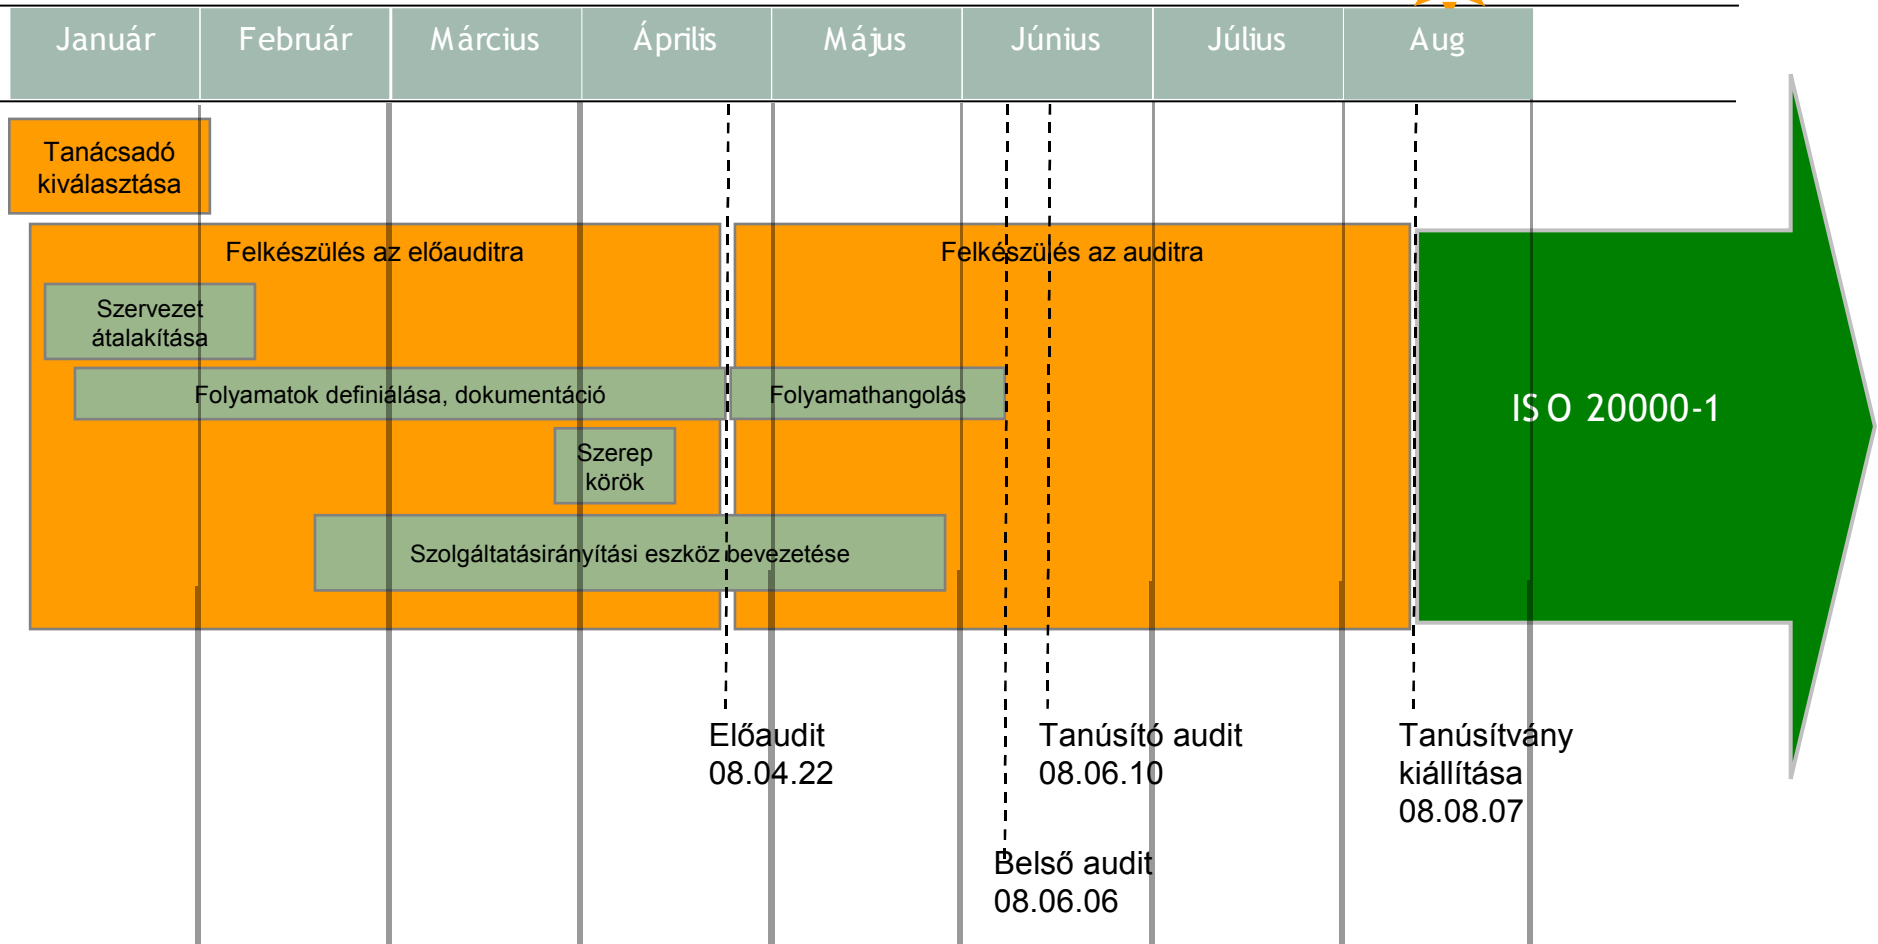 Január
Február
Március
Április
Május
Június
Július
Aug
Tanácsadó
kiválasztása
Felkészülés az előauditra
Felkészülés az auditra
Szervezet
átalakítása
Folyamatok definiálása, dokumentáció
Folyamathangolás
ISO 20000-1
Szerep
körök
Szolgáltatásirányítási eszköz bevezetése
Előaudit
08.04.22
Tanúsító audit
08.06.10
Tanúsítvány
kiállítása
08.08.07
Belső audit
08.06.06